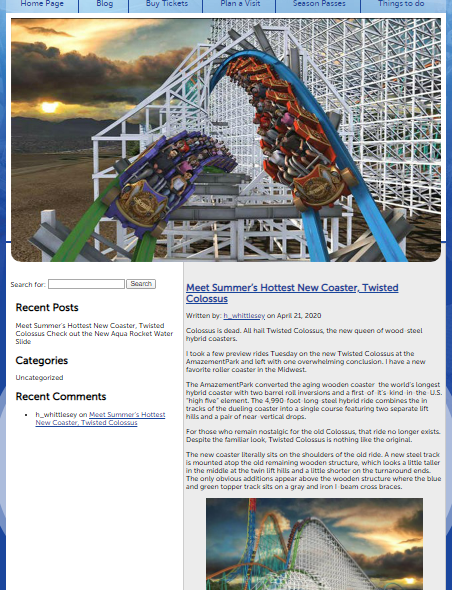 Home Page Blog Buy Tickets Plan a Visit Season Passes Things to do
Search for: Search
Recent Posts
Meet Summer's Hottest New Coaster, Twisted
Colossus Check out the New Aqua Rocket Water
Slide
Categories
Uncategorized
Recent Comments
h_whittlesey on Meet Summer's Hottest
New Coaster, Twisted Colossus
Meet Summer's Hottest New Coaster, Twisted
Colossus
Written by: h_whittlesey on April 21, 2020
Colossus is dead. All hail Twisted Colossus, the new queen of wood-steel
hybrid coasters.
I took a few preview rides Tuesday on the new Twisted Colossus at the
AmazementPark and left with one overwhelming conclusion. I have a new
favorite roller coaster in the Midwest.
The AmazementPark converted the aging wooden coaster the world's longest
hybrid coaster with two barrel roll inversions and a first-of-it's-kind-in-the-U.S.
"high five" element. The 4,990-foot-long-steel hybrid ride combines the in
tracks of the dueling coaster into a single course featuring two separate lift
hills and a pair of near-vertical drops.
For those who remain nostalgic for the old Colossus, that ride no longer exists.
Despite the familiar look, Twisted Colossus is nothing like the original.
The new coaster literally sits on the shoulders of the old ride. A new steel track
is mounted atop the old remaining wooden structure, which looks a little taller
in the middle at the twin lift hills and a little shorter on the turnaround ends.
The only obvious additions appear above the wooden structure where the blue
and green topper track sits on a gray and iron I-beam cross braces.